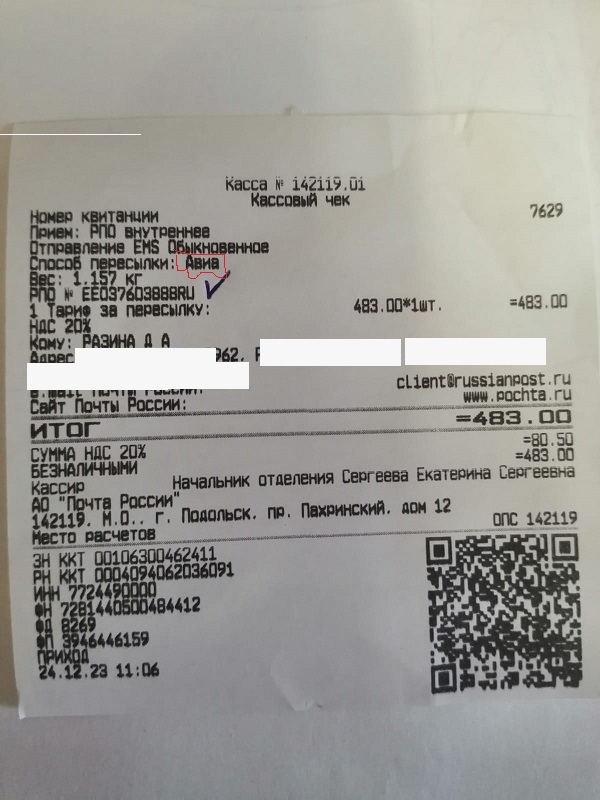 Касса № 142119.01
Кассовый чек
Номер квитанции 7629
Прием: РПО внутреннее
Отправление EMS Обыкновенное
Способ пересылки: Авиа
Вес: 1.157 кг
РПО № EE037603888RU
1 Тариф за пересылку: 483.00*1шт. =483.00
НДС 20%
Кому: РАЗИНА Д А
Адрес 962,
client@russianpost.ru
Сайт Почты России: www.pochta.ru
ИТОГ =483.00
СУММА НДС 20% =80.50
БЕЗНАЛИЧНЫМИ =483.00
Кассир Начальник отделения Сергеева Екатерина Сергеевна
АО "Почта России"
142119, М.О., г. Подольск, пр. Пахринский, дом 12
Место расчетов ОПС 142119
ЗН ККТ 00106300462411
РН ККТ 0004094062036091
ИНН 7724490000
ФН 7281440500484412
ФД 8269
ФП 3946446159
ПРИХОД
24.12.23 11:06